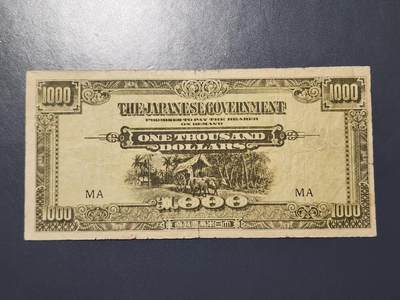 1000 1000
THE JAPANESE GOVERNMENT
PROMISES TO PAY THE BEARER
ON DEMAND
ONE THOUSAND
DOLLARS
MA MA
1000 1000 1000